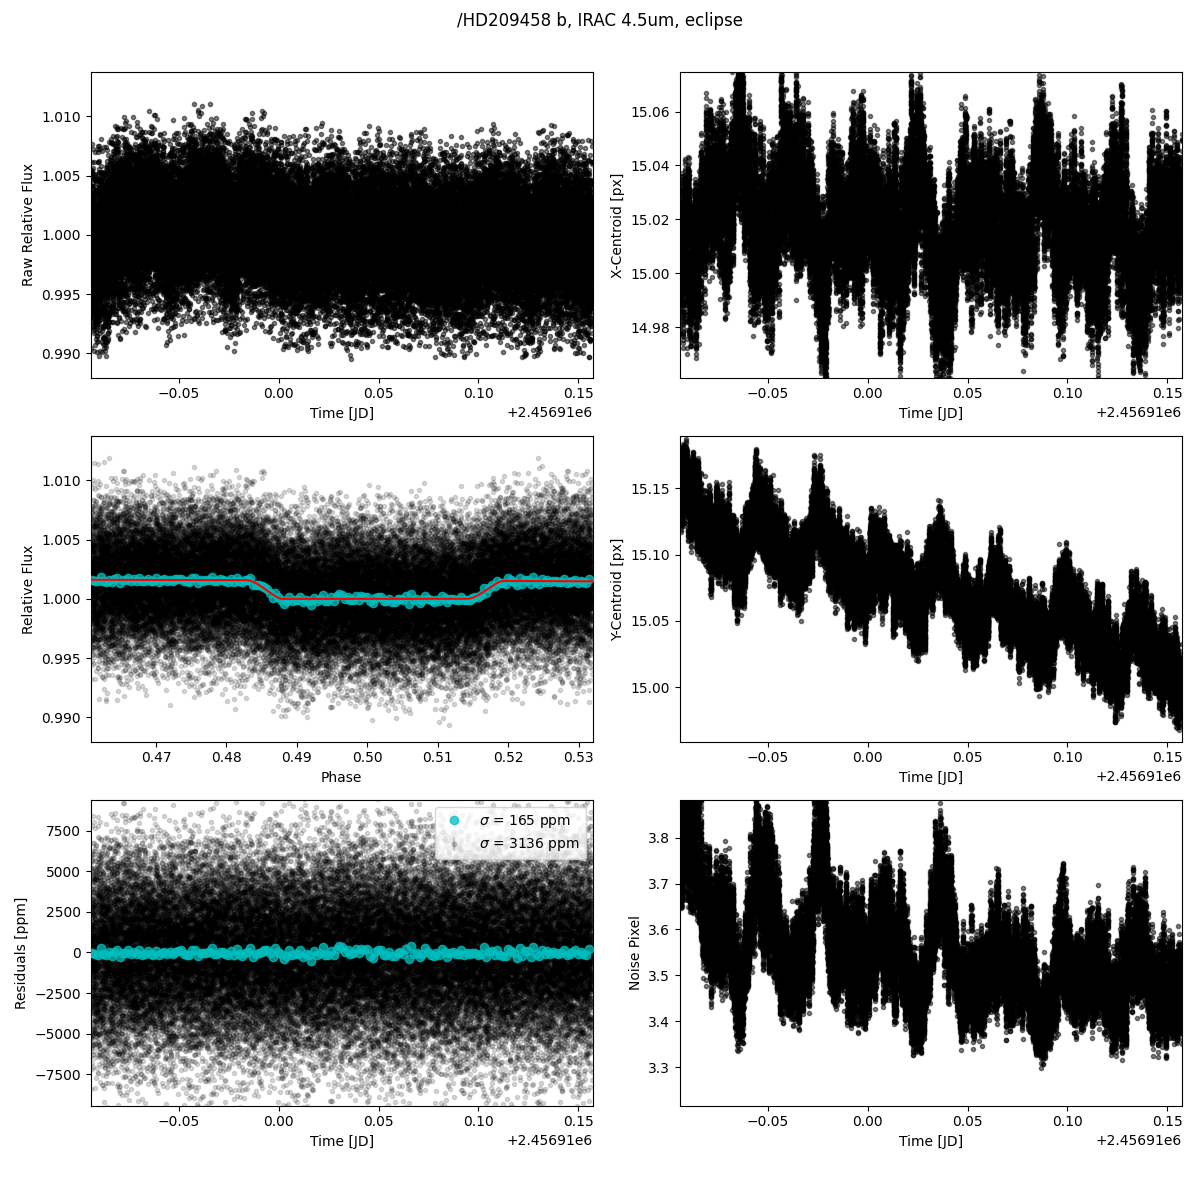 /HD209458 b, IRAC 4.5um, eclipse
Raw Relative Flux
1.010
1.005
1.000
0.995
0.990
−0.05 0.00 0.05 0.10 0.15
Time [JD] +2.45691e6
X-Centroid [px]
15.06
15.04
15.02
15.00
14.98
−0.05 0.00 0.05 0.10 0.15
Time [JD] +2.45691e6
Relative Flux
1.010
1.005
1.000
0.995
0.990
0.47 0.48 0.49 0.50 0.51 0.52 0.53
Phase
Y-Centroid [px]
15.15
15.10
15.05
15.00
−0.05 0.00 0.05 0.10 0.15
Time [JD] +2.45691e6
Residuals [ppm]
7500
5000
2500
0
−2500
−5000
−7500
σ = 165 ppm
σ = 3136 ppm
−0.05 0.00 0.05 0.10 0.15
Time [JD] +2.45691e6
Noise Pixel
3.8
3.7
3.6
3.5
3.4
3.3
−0.05 0.00 0.05 0.10 0.15
Time [JD] +2.45691e6